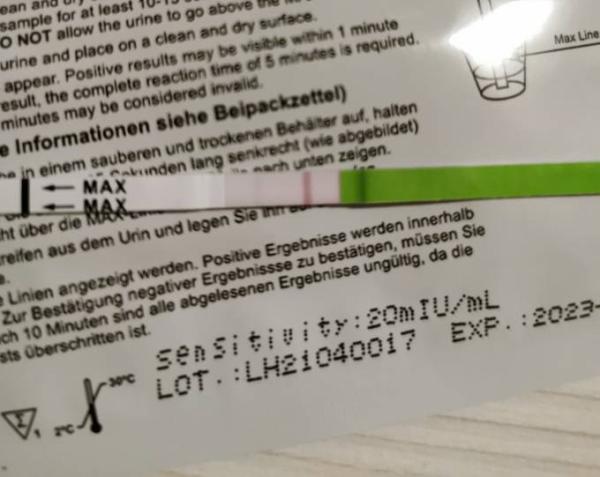 sample for at least 10-15
O NOT allow the urine to go above the
urine and place on a clean and dry surface.
appear. Positive results may be visible within 1 minute
result, the complete reaction time of 5 minutes is required.
minutes may be considered invalid.
Max Line
e Informationen siehe Beipackzettel)
in einem sauberen und trockenen Behälter auf, halten
Sekunden lang senkrecht (wie abgebildet)
nach unten zeigen.
← MAX
← MAX
ht über die MAX
reifen aus dem Urin und legen Sie ihn
Linien angezeigt werden. Positive Ergebnisse werden innerhalb
Zur Bestätigung negativer Ergebnissse zu bestätigen, müssen Sie
ch 10 Minuten sind alle abgelesenen Ergebnisse ungültig, da die
sts überschritten ist.
Sensitivity:20mIU/mL
LOT.:LH21040017 EXP.:2023-
30°C
2°C
Σ 1